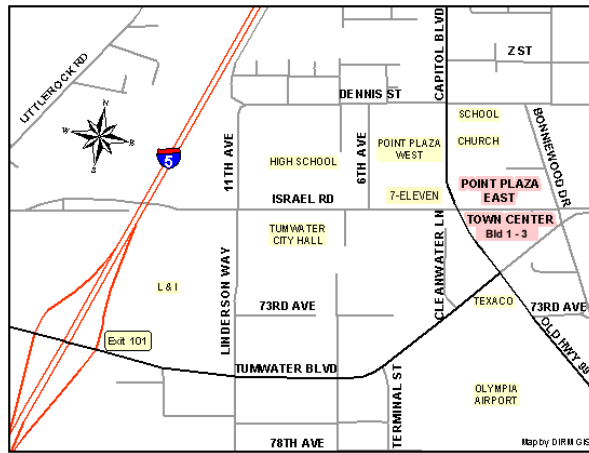 UTTLEROCK RD
CAPITOL BLVD
Z ST
DENNIS ST
SCHOOL
BONNIEWOOD DR
N
W
E
S
5
11TH AVE
HIGH SCHOOL
6TH AVE
POINT PLAZA
WEST
CHURCH
7-ELEVEN
POINT PLAZA
EAST
ISRAEL RD
TOWN CENTER
Bld 1 - 3
TUMWATER
CITY HALL
LINDERSON WAY
CLEANWATER LN
L & I
73RD AVE
TEXACO
73RD AVE
OLD HWY 99
Exit 101
TUMWATER BLVD
TERMINAL ST
OLYMPIA
AIRPORT
78TH AVE
Map by DIRM GIS